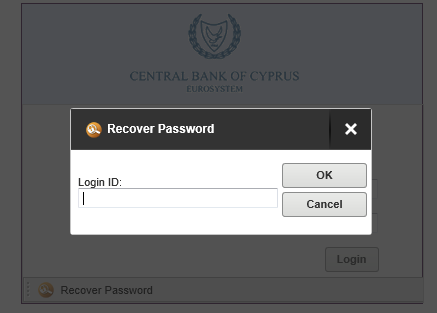 CENTRAL BANK OF CYPRUS
EUROSYSTEM
Recover Password
Login ID:
OK
Cancel
Login
Recover Password